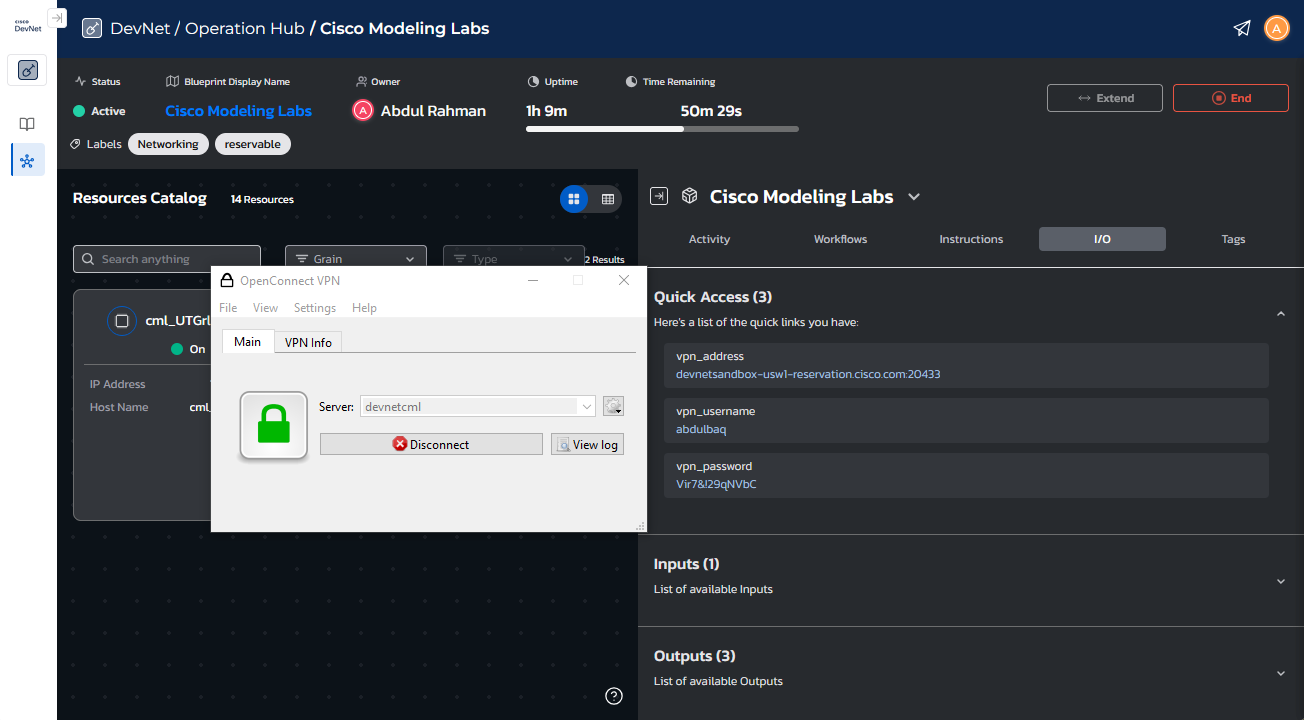 cisco
DevNet
DevNet / Operation Hub / Cisco Modeling Labs
A
Status
Blueprint Display Name
Owner
Uptime
Time Remaining
Active
Cisco Modeling Labs
A
Abdul Rahman
1h 9m
50m 29s
Extend
End
Labels
Networking
reservable
Resources Catalog
14 Resources
Search anything
Grain
Type
2 Results
cml_UTGrl
On
IP Address
Host Name
cml_
OpenConnect VPN
File
View
Settings
Help
Main
VPN Info
Server:
devnetcml
Disconnect
View log
Cisco Modeling Labs
Activity
Workflows
Instructions
I/O
Tags
Quick Access (3)
Here's a list of the quick links you have:
vpn_address
devnetsandbox-usw1-reservation.cisco.com:20433
vpn_username
abdulbaq
vpn_password
Vir7&!29qNVbC
Inputs (1)
List of available Inputs
Outputs (3)
List of available Outputs